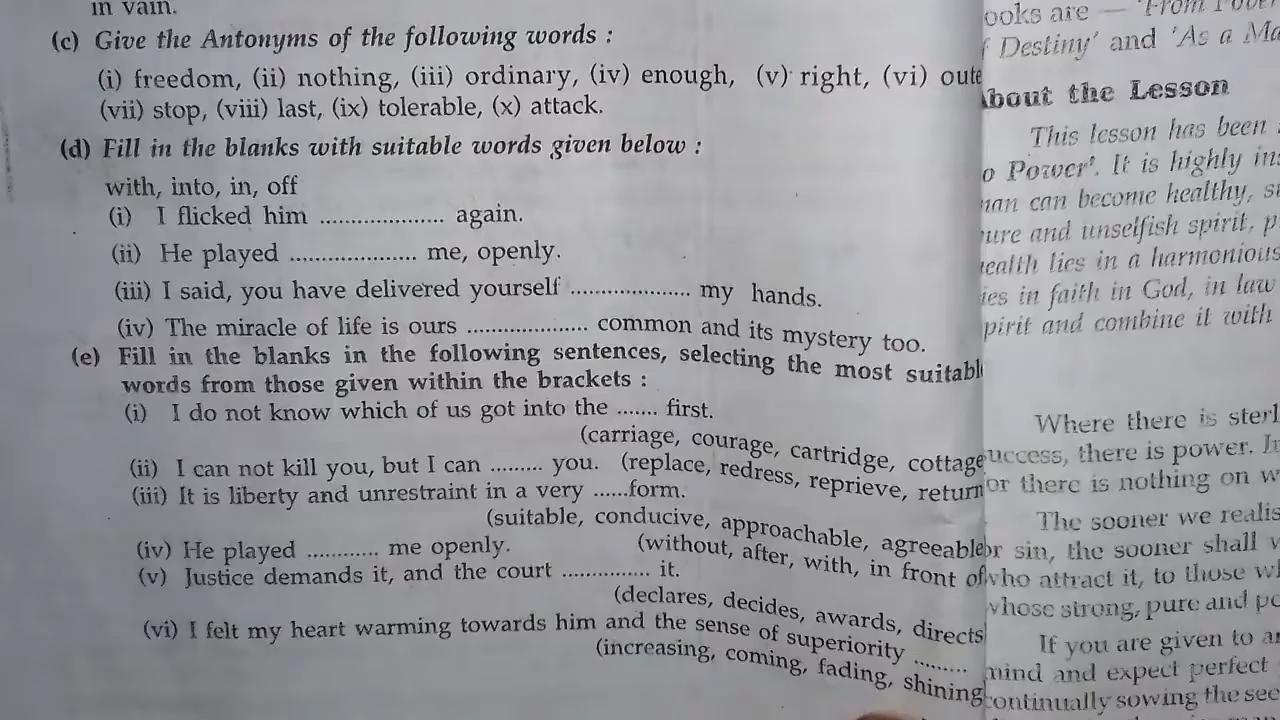 in vain.
(c) Give the Antonyms of the following words :
(i) freedom, (ii) nothing, (iii) ordinary, (iv) enough, (v) right, (vi) oute
(vii) stop, (viii) last, (ix) tolerable, (x) attack.
(d) Fill in the blanks with suitable words given below :
with, into, in, off
(i) I flicked him .................... again.
(ii) He played .................... me, openly.
(iii) I said, you have delivered yourself ................... my hands.
(iv) The miracle of life is ours ................... common and its mystery too.
(e) Fill in the blanks in the following sentences, selecting the most suitabl
words from those given within the brackets :
(i) I do not know which of us got into the ....... first.
(carriage, courage, cartridge, cottage
(ii) I can not kill you, but I can ......... you. (replace, redress, reprieve, return
(iii) It is liberty and unrestraint in a very ......form.
(suitable, conducive, approachable, agreeable
(iv) He played ............ me openly. (without, after, with, in front of
(v) Justice demands it, and the court ............... it.
(declares, decides, awards, directs
(vi) I felt my heart warming towards him and the sense of superiority .........
(increasing, coming, fading, shining
ooks are — 'From
f Destiny' and 'As a Ma
bout the Lesson
This lesson has been
o Power'. It is highly in
man can become healthy, s
ure and unselfish spirit, p
ealth lies in a harmonious
ies in faith in God, in law
pirit and combine it with
Where there is sterl
uccess, there is power. I
or there is nothing on w
The sooner we realis
or sin, the sooner shall
who attract it, to those w
whose strong, pure and po
If you are given to a
mind and expect perfect
continually sowing the see